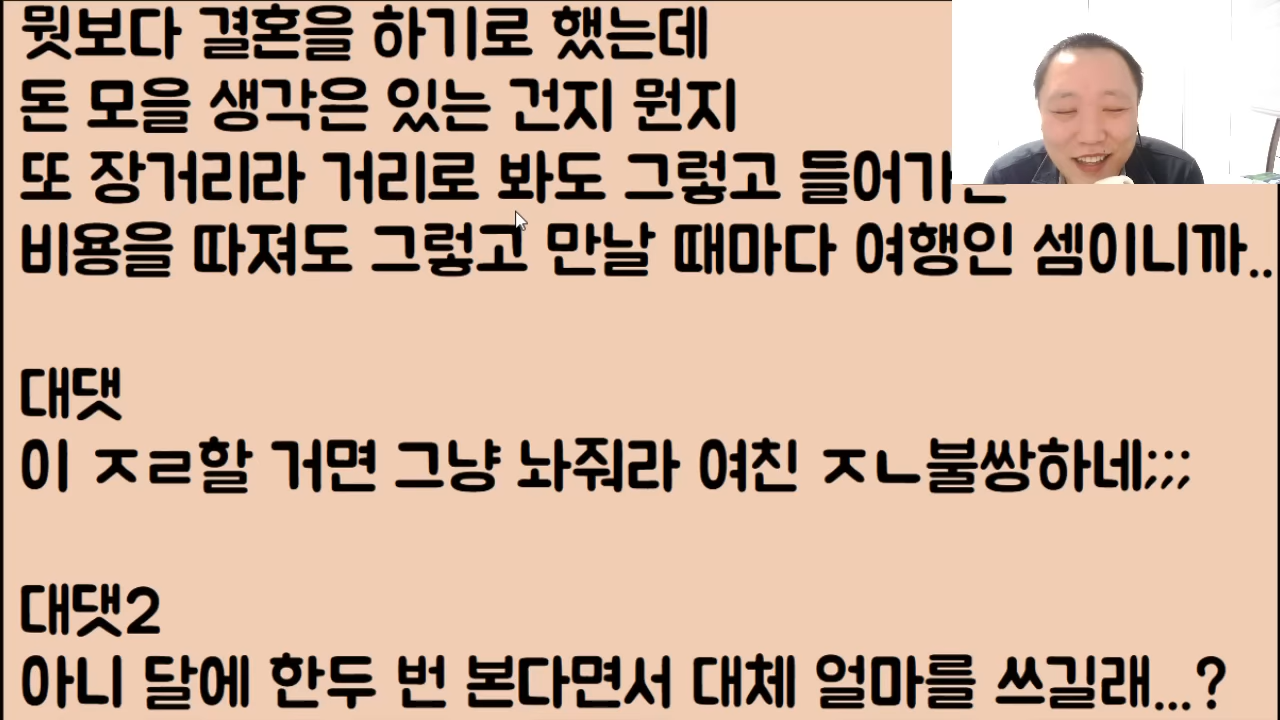 뭣보다 결혼을 하기로 했는데
돈 모을 생각은 있는 건지 뭔지
또 장거리라 거리로 봐도 그렇고
비용을 따져도 그렇고 만날 때마다 여행인 셈이니까..
대댓
이 ㅈㄹ할 거면 그냥 놔줘라 여친 ㅈㄴ불쌍하네;;;
대댓2
아니 달에 한두 번 본다면서 대체 얼마를 쓰길래...?